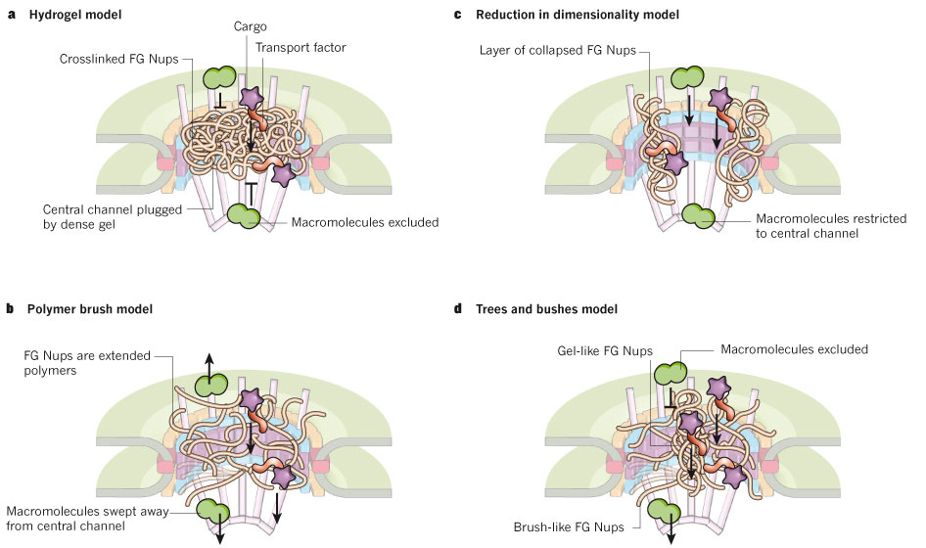 a Hydrogel model
Cargo
Transport factor
Crosslinked FG Nups
Central channel plugged
by dense gel
Macromolecules excluded
c Reduction in dimensionality model
Layer of collapsed FG Nups
Macromolecules restricted
to central channel
b Polymer brush model
FG Nups are extended
polymers
Macromolecules swept away
from central channel
d Trees and bushes model
Gel-like FG Nups
Macromolecules excluded
Brush-like FG Nups